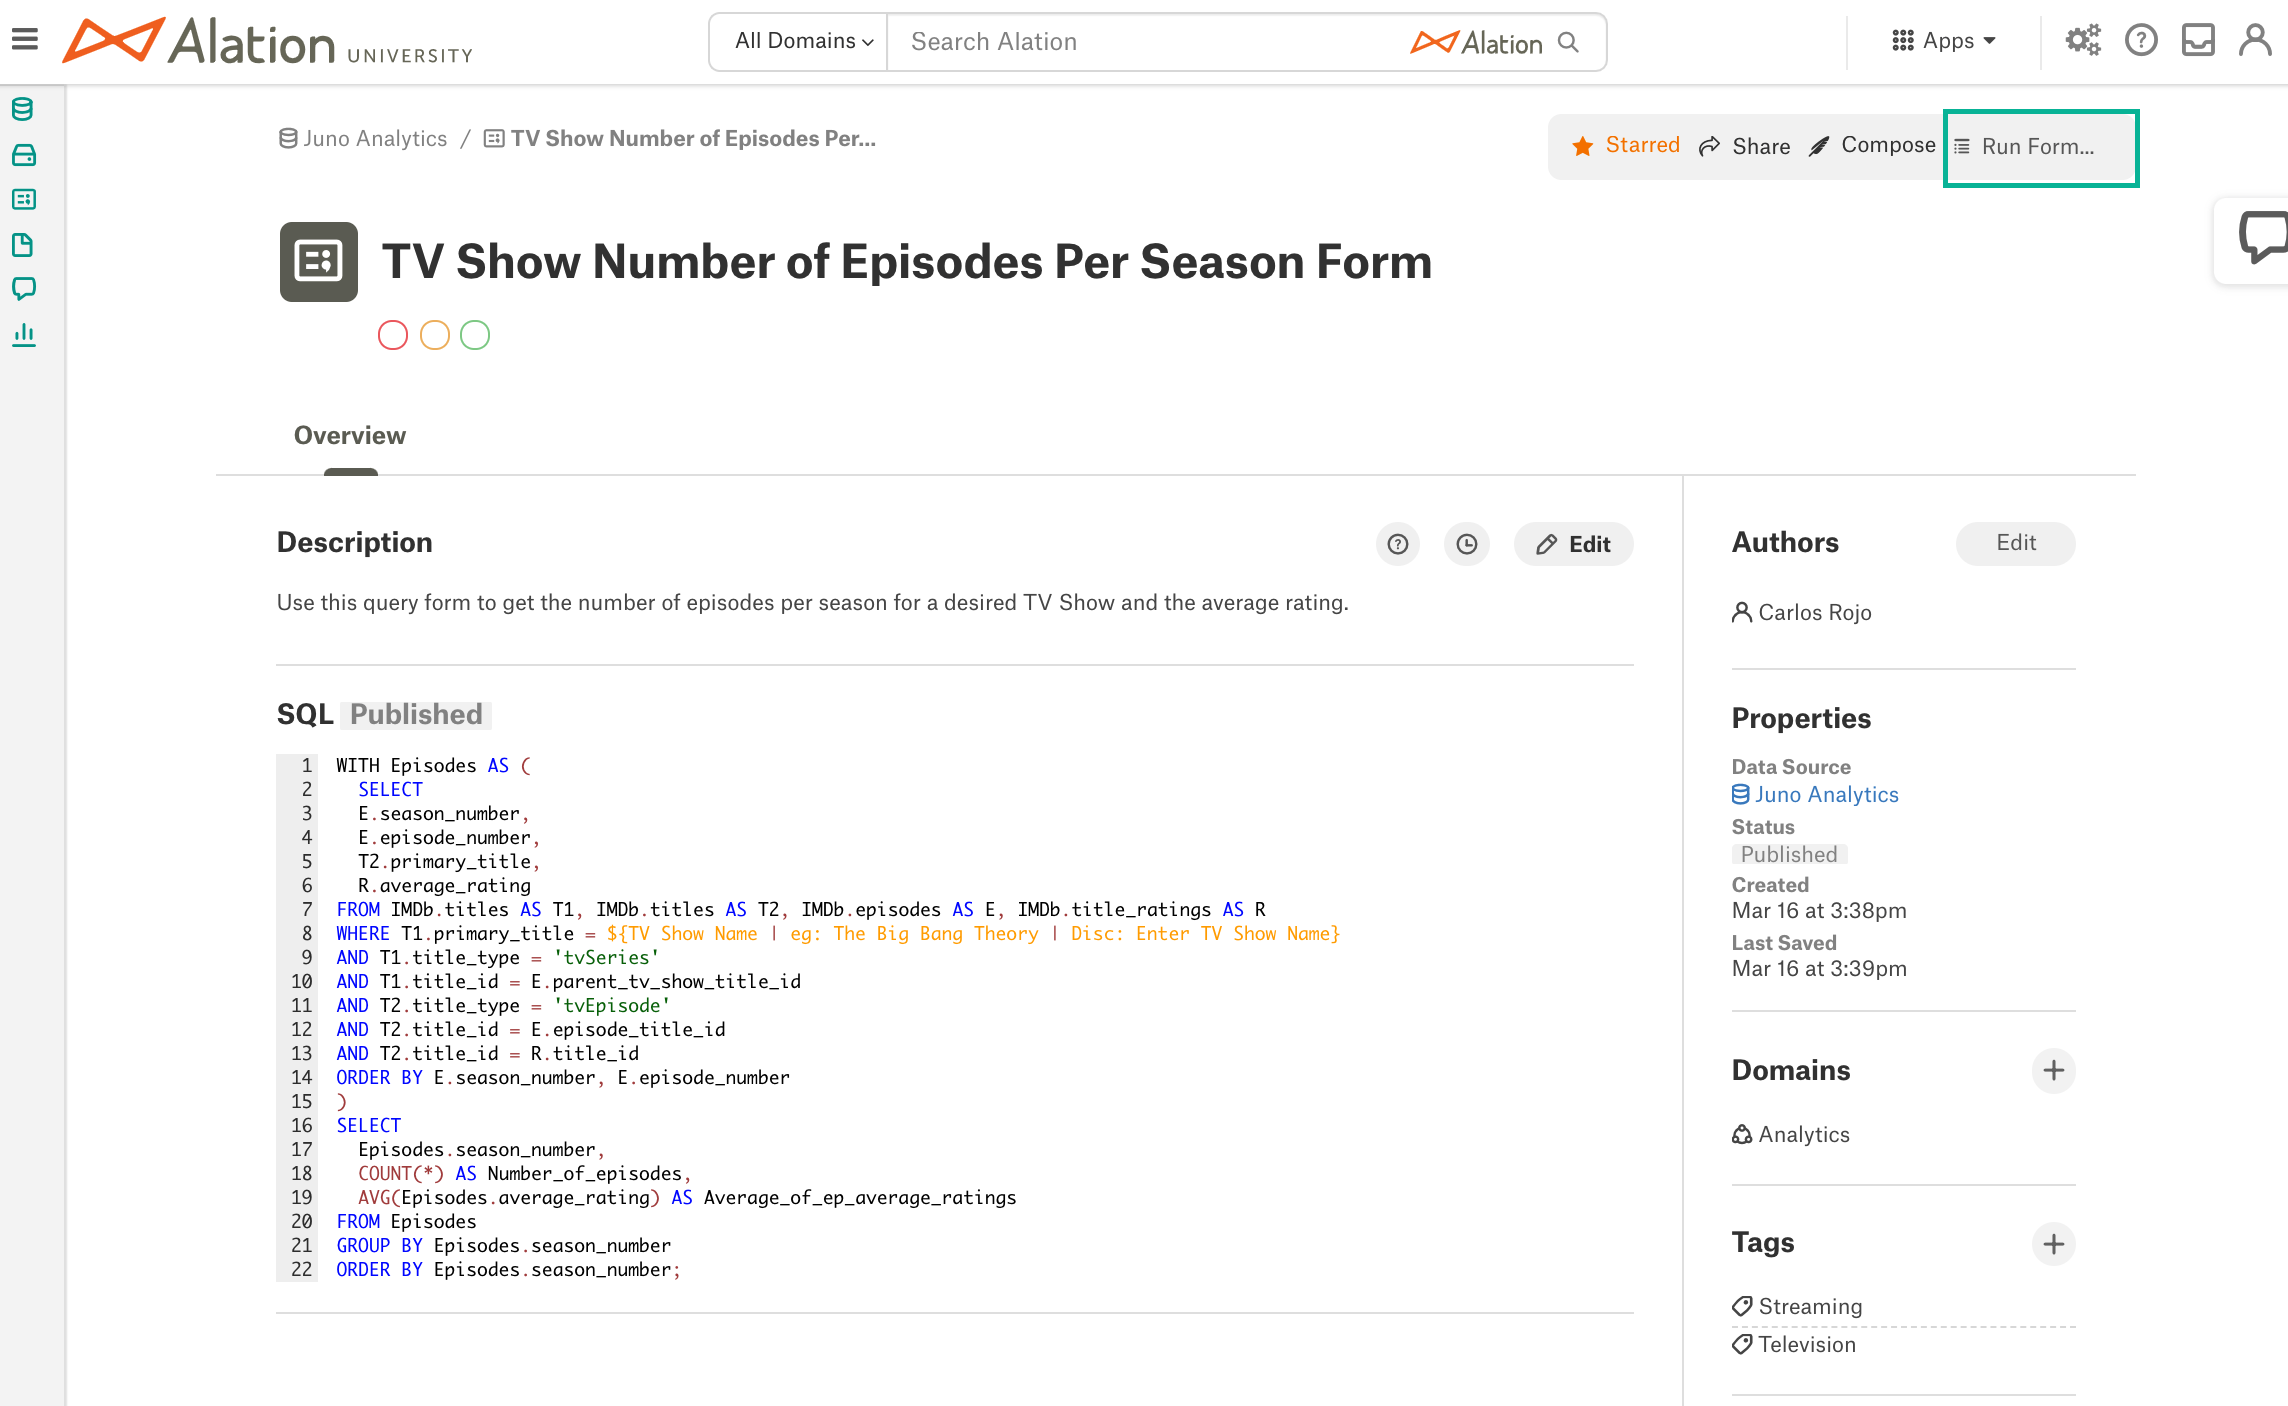 Alation UNIVERSITY
All Domains
Search Alation
Alation
Apps
Juno Analytics / TV Show Number of Episodes Per...
Starred
Share
Compose
Run Form...
TV Show Number of Episodes Per Season Form
Overview
Description
Edit
Use this query form to get the number of episodes per season for a desired TV Show and the average rating.
SQL Published
1 WITH Episodes AS (
2 SELECT
3 E.season_number,
4 E.episode_number,
5 T2.primary_title,
6 R.average_rating
7 FROM IMDb.titles AS T1, IMDb.titles AS T2, IMDb.episodes AS E, IMDb.title_ratings AS R
8 WHERE T1.primary_title = ${TV Show Name | eg: The Big Bang Theory | Disc: Enter TV Show Name}
9 AND T1.title_type = 'tvSeries'
10 AND T1.title_id = E.parent_tv_show_title_id
11 AND T2.title_type = 'tvEpisode'
12 AND T2.title_id = E.episode_title_id
13 AND T2.title_id = R.title_id
14 ORDER BY E.season_number, E.episode_number
15 )
16 SELECT
17 Episodes.season_number,
18 COUNT(*) AS Number_of_episodes,
19 AVG(Episodes.average_rating) AS Average_of_ep_average_ratings
20 FROM Episodes
21 GROUP BY Episodes.season_number
22 ORDER BY Episodes.season_number;
Authors
Edit
Carlos Rojo
Properties
Data Source
Juno Analytics
Status
Published
Created
Mar 16 at 3:38pm
Last Saved
Mar 16 at 3:39pm
Domains
Analytics
Tags
Streaming
Television